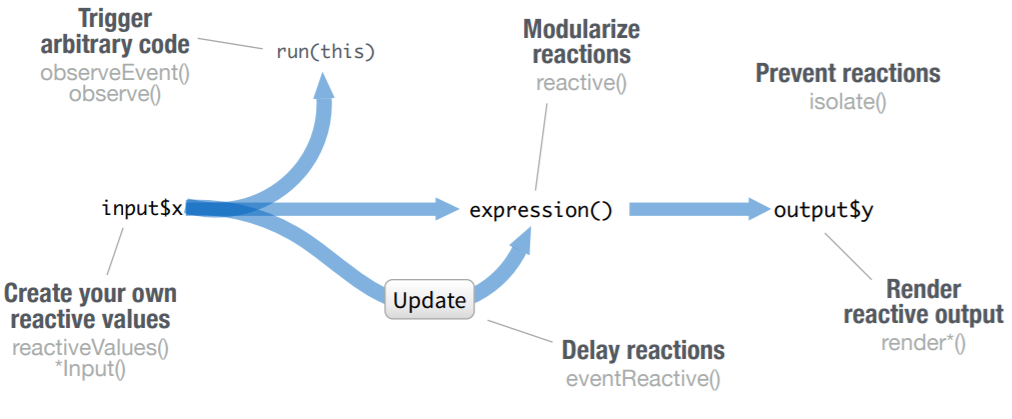 Trigger
arbitrary code
observeEvent()
observe()
run(this)
Modularize
reactions
reactive()
Prevent reactions
isolate()
input$x
expression()
output$y
Create your own
reactive values
reactiveValues()
*Input()
Update
Delay reactions
eventReactive()
Render
reactive output
render*()